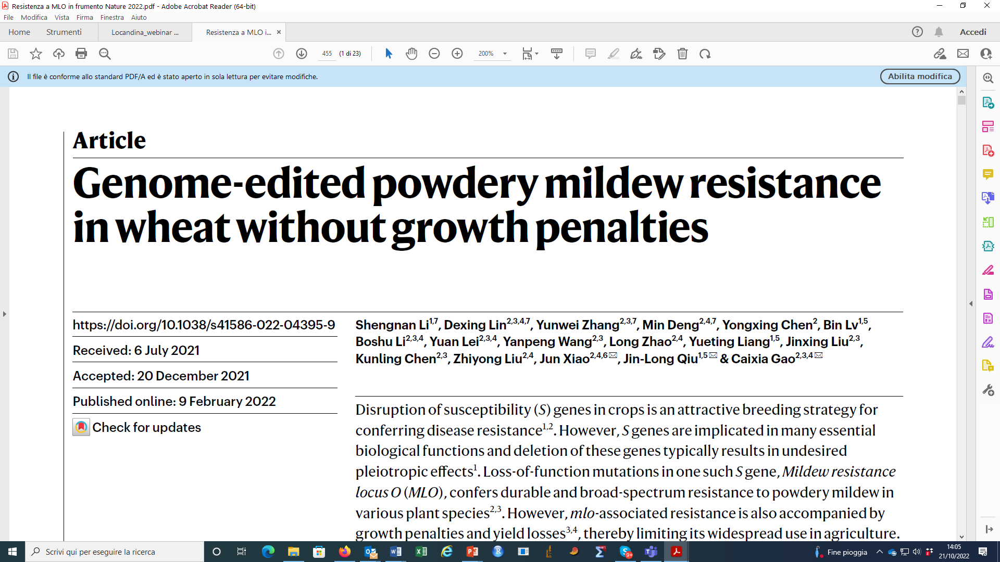 Resistenza a MLO in frumento Nature 2022.pdf - Adobe Acrobat Reader (64-bit)
File Modifica Vista Firma Finestra Aiuto
Home Strumenti Locandina_webinar ... Resistenza a MLO i... × Accedi
455 (1 di 23) 200%
Il file è conforme allo standard PDF/A ed è stato aperto in sola lettura per evitare modifiche. Abilita modifica
Article
Genome-edited powdery mildew resistance
in wheat without growth penalties
https://doi.org/10.1038/s41586-022-04395-9
Received: 6 July 2021
Accepted: 20 December 2021
Published online: 9 February 2022
Check for updates
Shengnan Li1,7, Dexing Lin2,3,4,7, Yunwei Zhang2,3,7, Min Deng2,4,7, Yongxing Chen2, Bin Lv1,5,
Boshu Li2,3,4, Yuan Lei2,3,4, Yanpeng Wang2,3, Long Zhao2,4, Yueting Liang1,5, Jinxing Liu2,3,
Kunling Chen2,3, Zhiyong Liu2,4, Jun Xiao2,4,6✉, Jin-Long Qiu1,5✉ & Caixia Gao2,3,4✉
Disruption of susceptibility (S) genes in crops is an attractive breeding strategy for
conferring disease resistance1,2. However, S genes are implicated in many essential
biological functions and deletion of these genes typically results in undesired
pleiotropic effects1. Loss-of-function mutations in one such S gene, Mildew resistance
locus O (MLO), confers durable and broad-spectrum resistance to powdery mildew in
various plant species2,3. However, mlo-associated resistance is also accompanied by
growth penalties and yield losses3,4, thereby limiting its widespread use in agriculture.
Scrivi qui per eseguire la ricerca
9+
Fine pioggia
14:05
21/10/2022